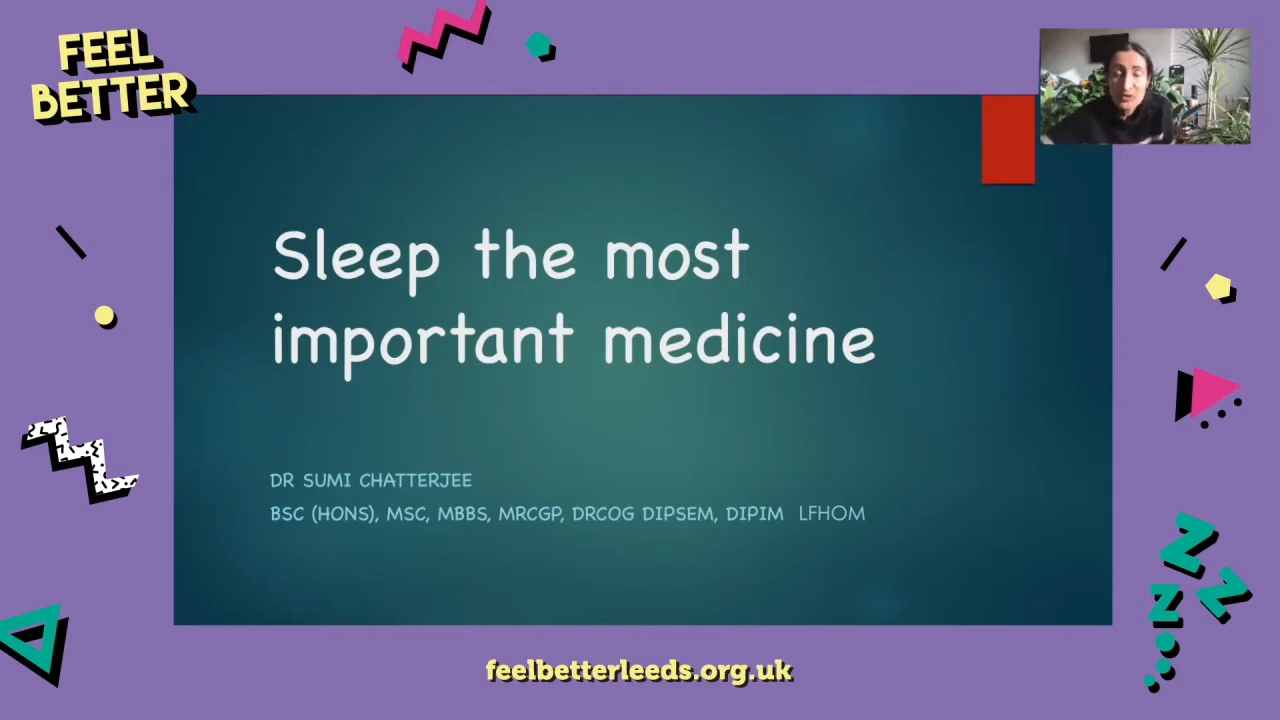 FEEL
BETTER
Sleep the most
important medicine
DR SUMI CHATTERJEE
BSC (HONS), MSC, MBBS, MRCGP, DRCOG DIPSEM, DIPIM LFHOM
Z
Z
Z
feelbetterleeds.org.uk